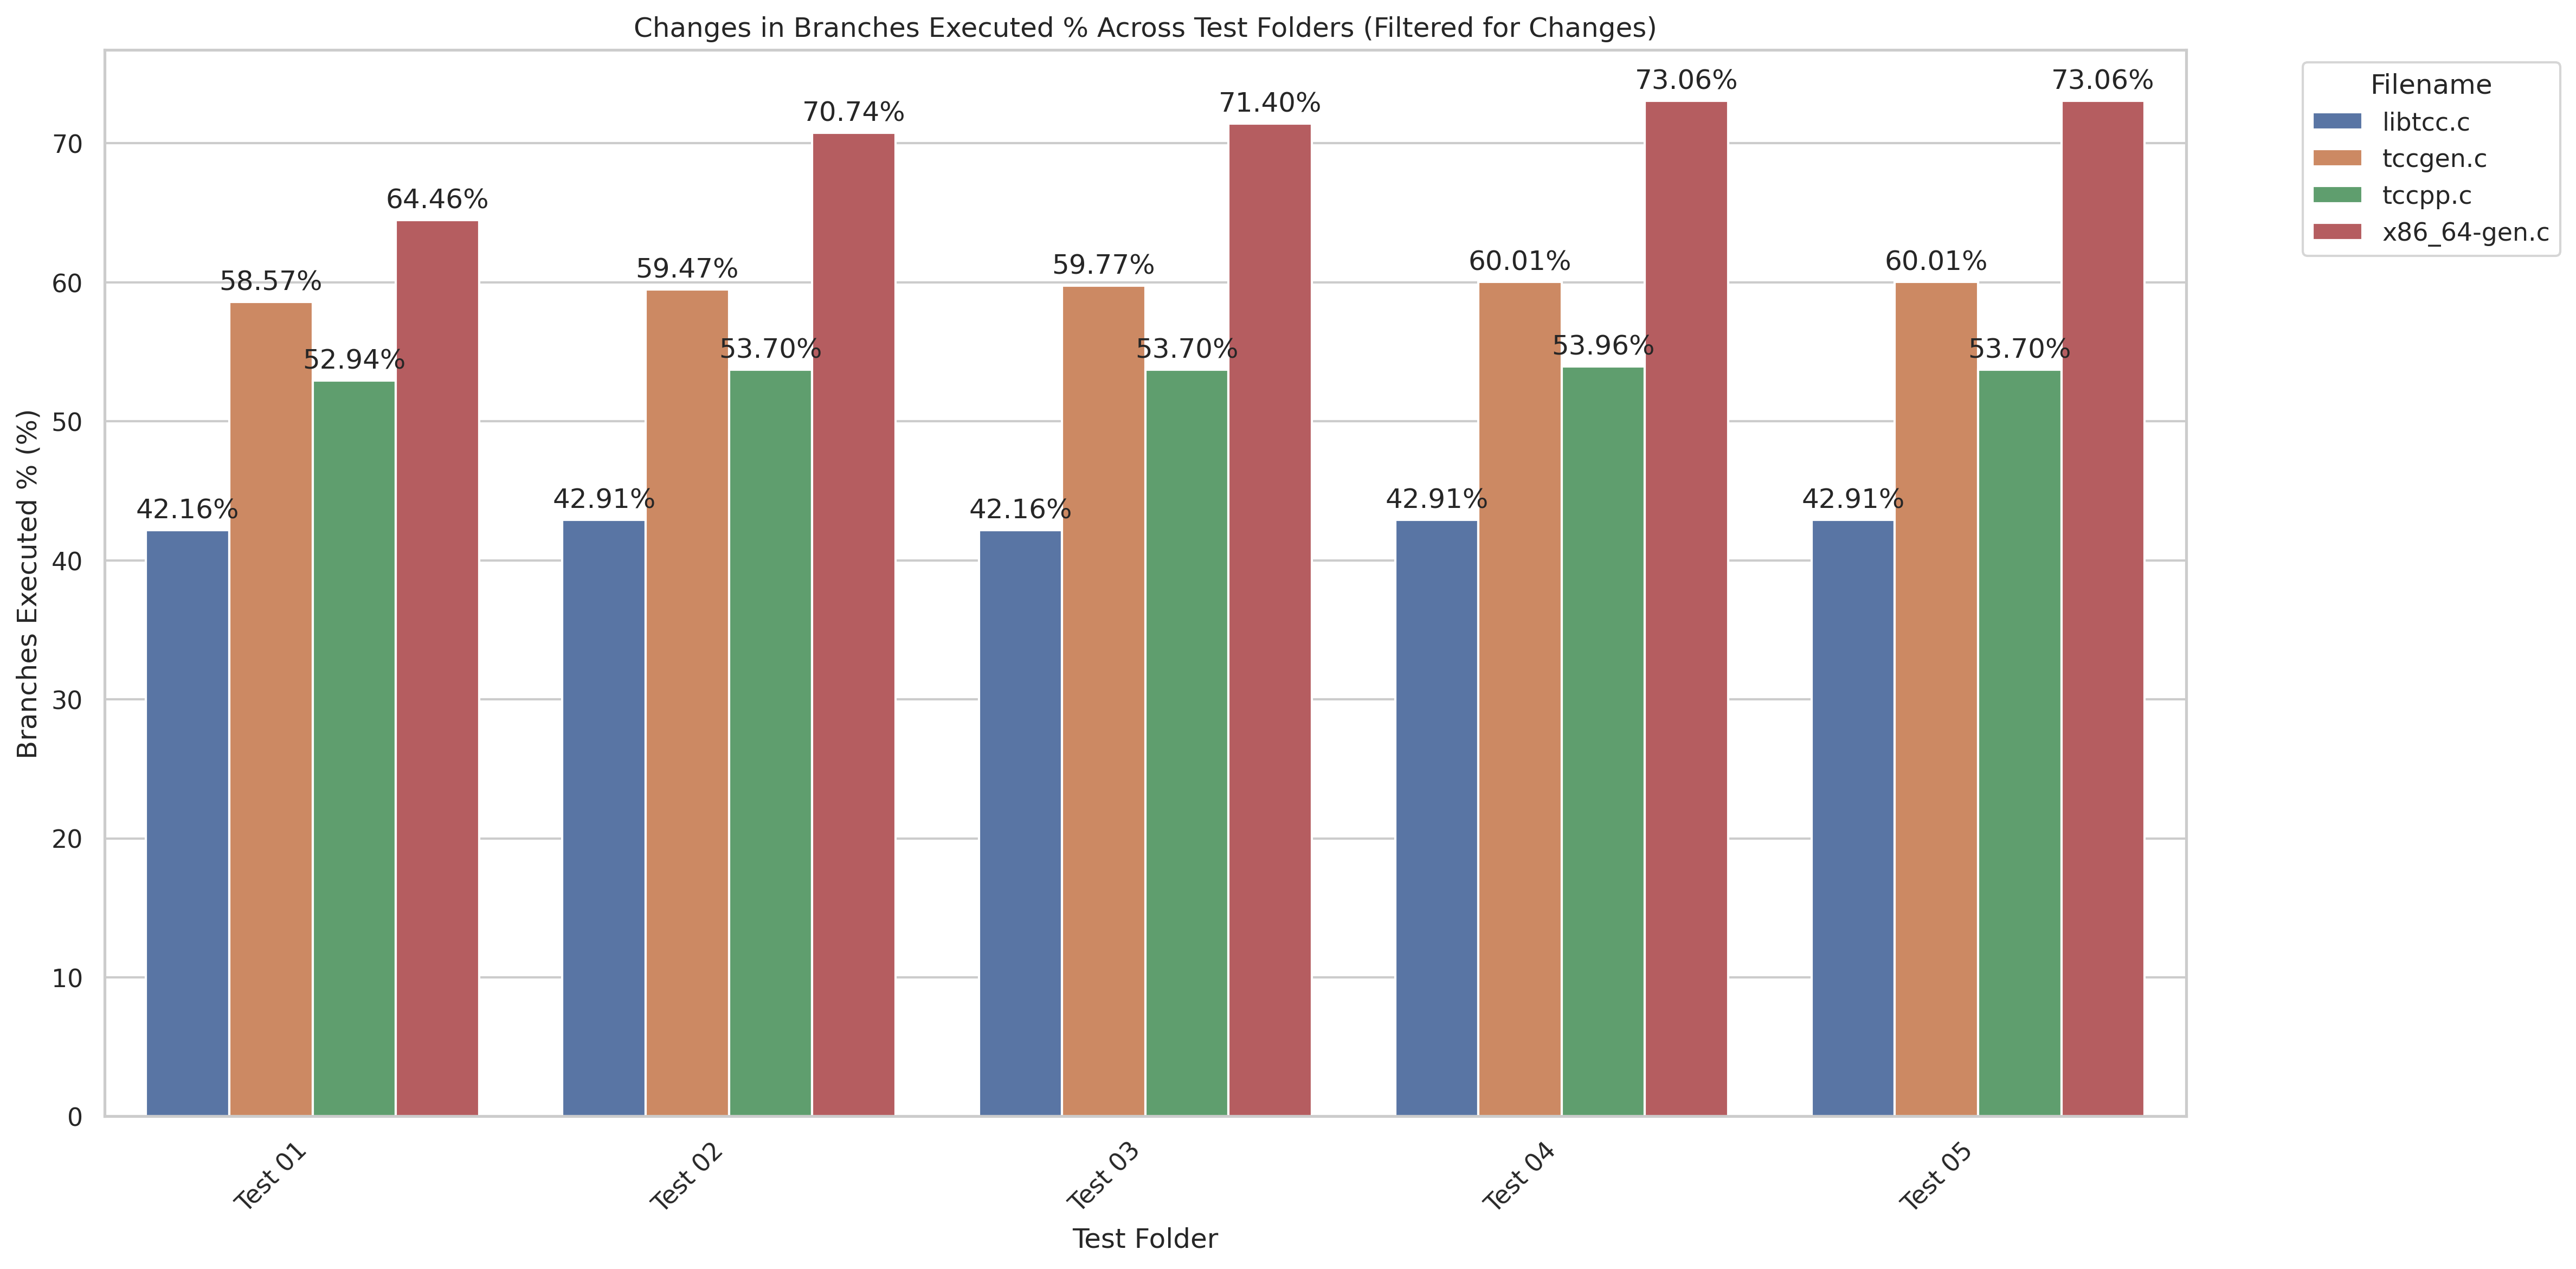 Changes in Branches Executed % Across Test Folders (Filtered for Changes)
Branches Executed % (%)
70
60
50
40
30
20
10
0
42.16%
58.57%
52.94%
64.46%
42.91%
59.47%
53.70%
70.74%
42.16%
59.77%
53.70%
71.40%
42.91%
60.01%
53.96%
73.06%
42.91%
60.01%
53.70%
73.06%
Test 01
Test 02
Test 03
Test 04
Test 05
Test Folder
Filename
libtcc.c
tccgen.c
tccpp.c
x86_64-gen.c